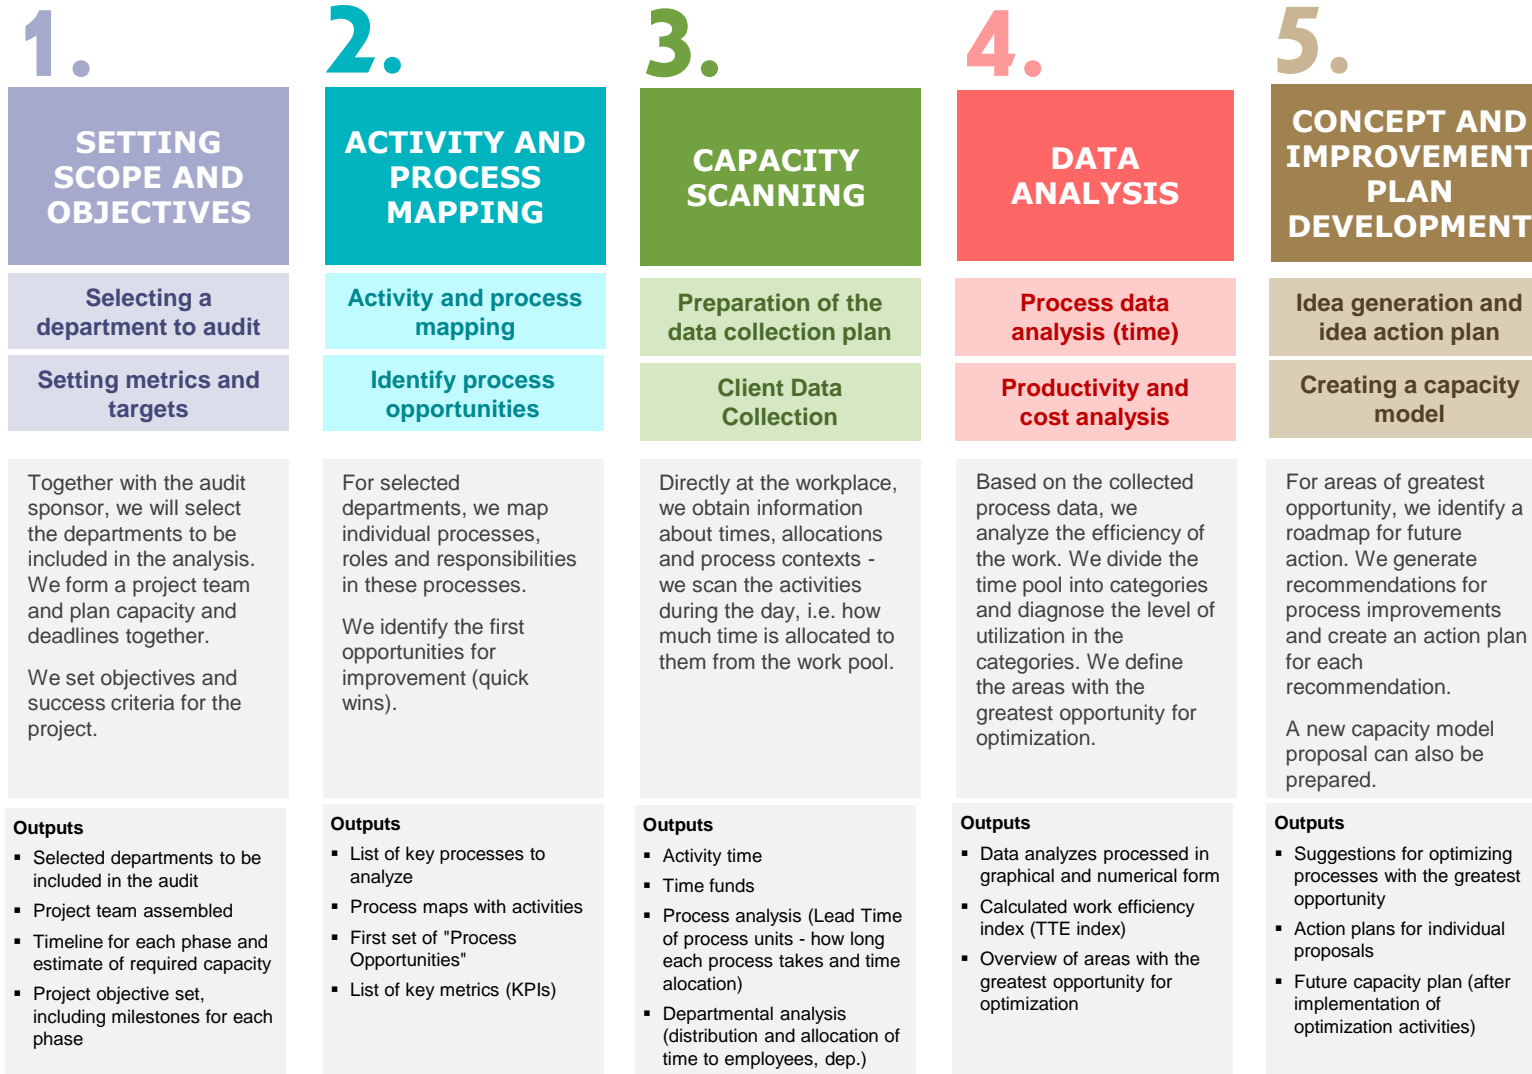 1.
SETTING
SCOPE AND
OBJECTIVES
Selecting a
department to audit
Setting metrics and
targets
Together with the audit
sponsor, we will select
the departments to be
included in the analysis.
We form a project team
and plan capacity and
deadlines together.
We set objectives and
success criteria for the
project.
Outputs
▪ Selected departments to be
included in the audit
▪ Project team assembled
▪ Timeline for each phase and
estimate of required capacity
▪ Project objective set,
including milestones for each
phase
2.
ACTIVITY AND
PROCESS
MAPPING
Activity and process
mapping
Identify process
opportunities
For selected
departments, we map
individual processes,
roles and responsibilities
in these processes.
We identify the first
opportunities for
improvement (quick
wins).
Outputs
▪ List of key processes to
analyze
▪ Process maps with activities
▪ First set of "Process
Opportunities"
▪ List of key metrics (KPIs)
3.
CAPACITY
SCANNING
Preparation of the
data collection plan
Client Data
Collection
Directly at the workplace,
we obtain information
about times, allocations
and process contexts -
we scan the activities
during the day, i.e. how
much time is allocated to
them from the work pool.
Outputs
▪ Activity time
▪ Time funds
▪ Process analysis (Lead Time
of process units - how long
each process takes and time
alocation)
▪ Departmental analysis
(distribution and allocation of
time to employees, dep.)
4.
DATA
ANALYSIS
Process data
analysis (time)
Productivity and
cost analysis
Based on the collected
process data, we
analyze the efficiency of
the work. We divide the
time pool into categories
and diagnose the level of
utilization in the
categories. We define
the areas with the
greatest opportunity for
optimization.
Outputs
▪ Data analyzes processed in
graphical and numerical form
▪ Calculated work efficiency
index (TTE index)
▪ Overview of areas with the
greatest opportunity for
optimization
5.
CONCEPT AND
IMPROVEMENT
PLAN
DEVELOPMENT
Idea generation and
idea action plan
Creating a capacity
model
For areas of greatest
opportunity, we identify a
roadmap for future
action. We generate
recommendations for
process improvements
and create an action plan
for each
recommendation.
A new capacity model
proposal can also be
prepared.
Outputs
▪ Suggestions for optimizing
processes with the greatest
opportunity
▪ Action plans for individual
proposals
▪ Future capacity plan (after
implementation of
optimization activities)